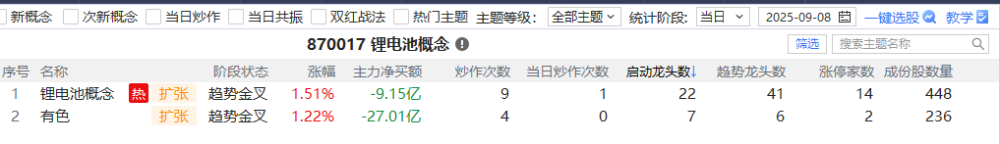 新概念 次新概念 当日炒作 当日共振 双红战法 热门主题 主题等级： 全部主题 统计阶段： 当日 2025-09-08 一键选股 教学
870017 锂电池概念 筛选 搜索主题名称
序号 名称 阶段状态 涨幅 主力净买额 炒作次数 当日炒作次数 启动龙头数↓ 趋势龙头数 涨停家数 成份股数量
1 锂电池概念 热 扩张 趋势金叉 1.51% -9.15亿 9 1 22 41 14 448
2 有色 扩张 趋势金叉 1.22% -27.01亿 4 0 7 6 2 236